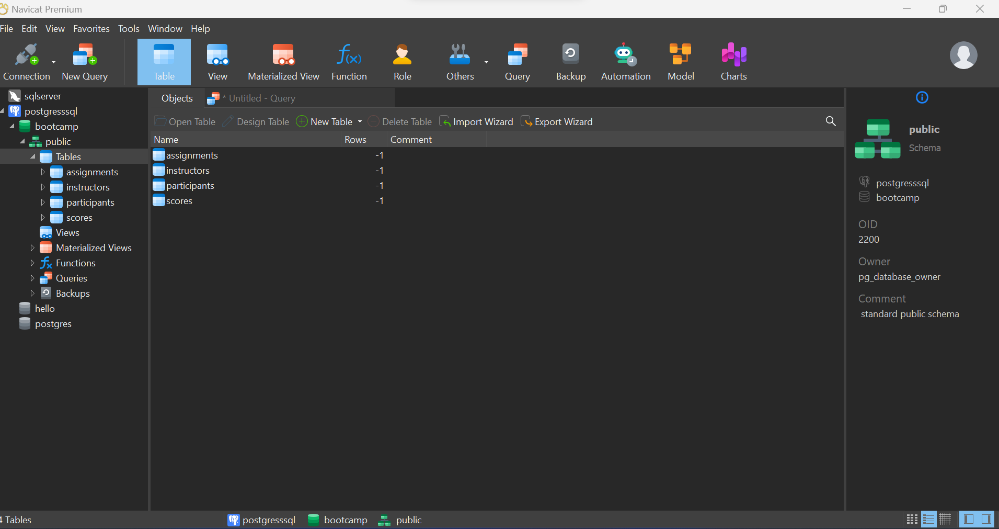 Navicat Premium
File Edit View Favorites Tools Window Help
Connection New Query Table View Materialized View Function Role Others Query Backup Automation Model Charts
sqlserver
postgresssql
bootcamp
public
Tables
assignments
instructors
participants
scores
Views
Materialized Views
Functions
Queries
Backups
hello
postgres
Objects * Untitled - Query
Open Table Design Table New Table Delete Table Import Wizard Export Wizard
Name Rows Comment
assignments -1
instructors -1
participants -1
scores -1
public
Schema
postgresssql
bootcamp
OID
2200
Owner
pg_database_owner
Comment
standard public schema
4 Tables postgresssql bootcamp public